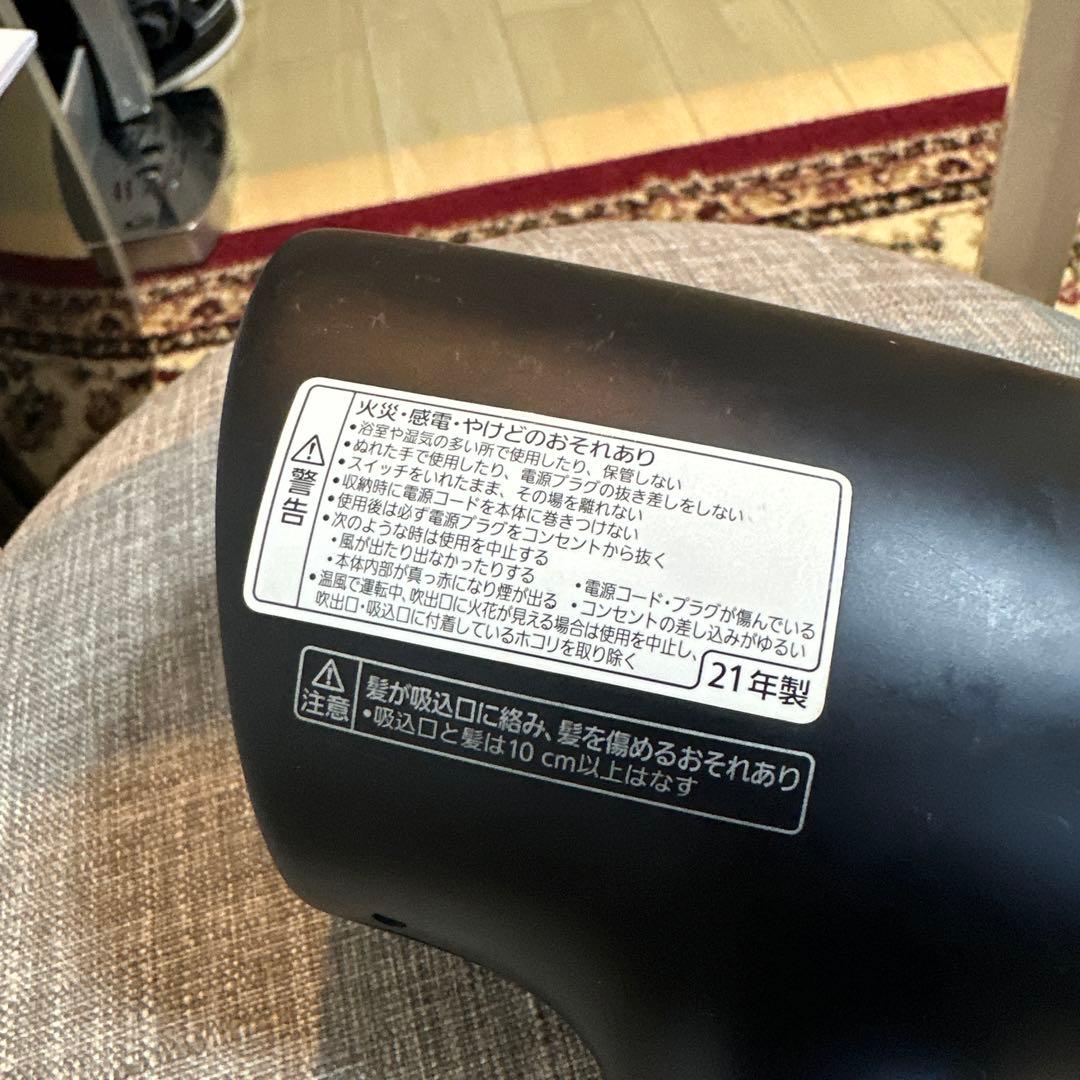 警告
火災・感電・やけどのおそれあり
•浴室や湿気の多い所で使用したり、保管しない
•ぬれた手で使用したり、電源プラグの抜き差しをしない
•スイッチをいれたまま、その場を離れない
•収納時に電源コードを本体に巻きつけない
•使用後は必ず電源プラグをコンセントから抜く
•次のような時は使用を中止する
•風が出たり出なかったりする
•電源コード・プラグが傷んでいる
•本体内部が真っ赤になり煙が出る
•コンセントの差し込みがゆるい
•温風で運転中、吹出口に火花が見える場合は使用を中止し、
吹出口・吸込口に付着しているホコリを取り除く
21年製
注意
髪が吸込口に絡み、髪を傷めるおそれあり
•吸込口と髪は10 cm以上はなす